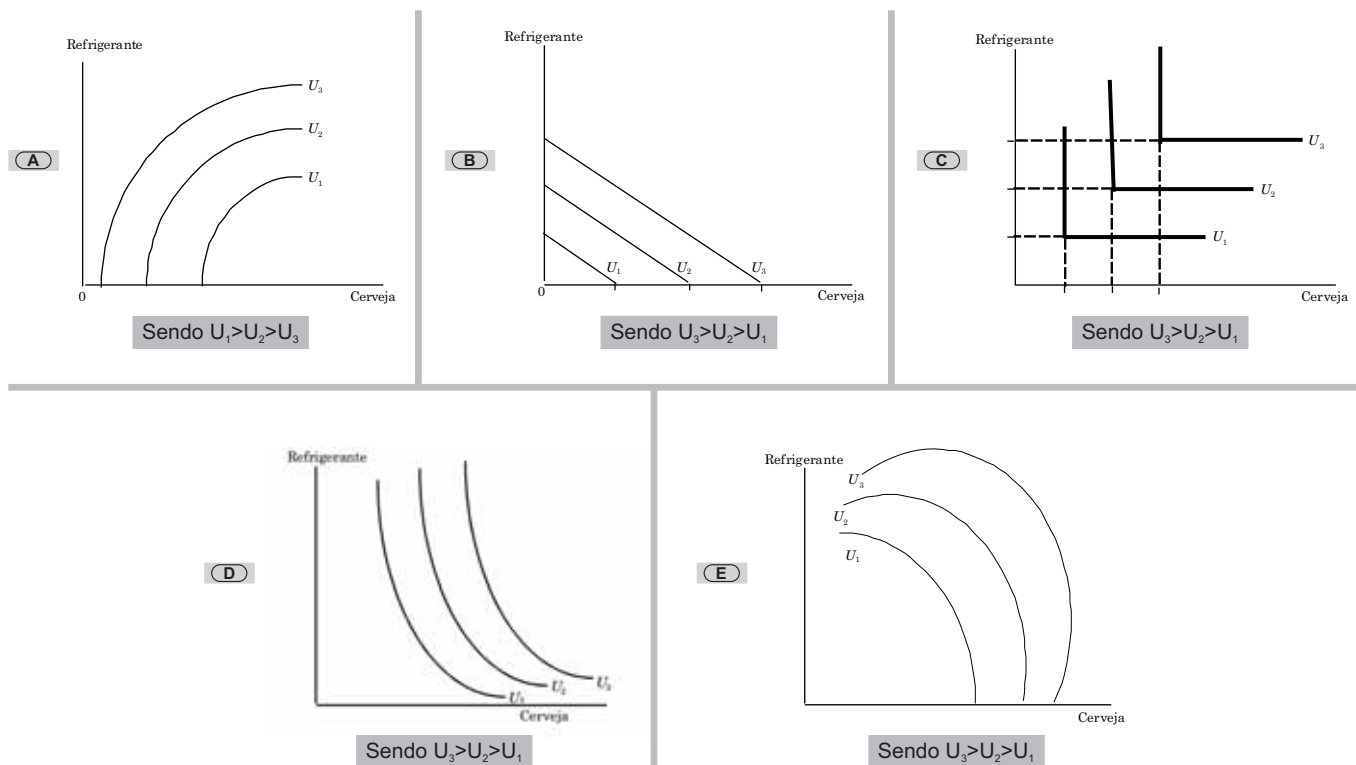 A
Refrigerante
U₃
U₂
U₁
0
Cerveja
Sendo U₁>U₂>U₃
B
Refrigerante
U₁
U₂
U₃
0
Cerveja
Sendo U₃>U₂>U₁
C
Refrigerante
U₃
U₂
U₁
Cerveja
Sendo U₃>U₂>U₁
D
Refrigerante
U₁
U₂
U₃
Cerveja
Sendo U₃>U₂>U₁
E
Refrigerante
U₃
U₂
U₁
Cerveja
Sendo U₃>U₂>U₁